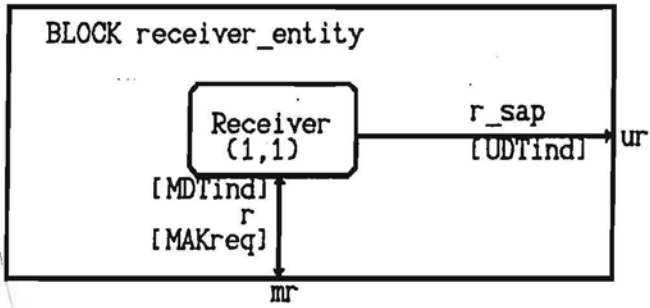 BLOCK receiver_entity
Receiver
(1,1)
r_sap
[UDTind]
ur
[MDTind]
r
[MAKreq]
mr